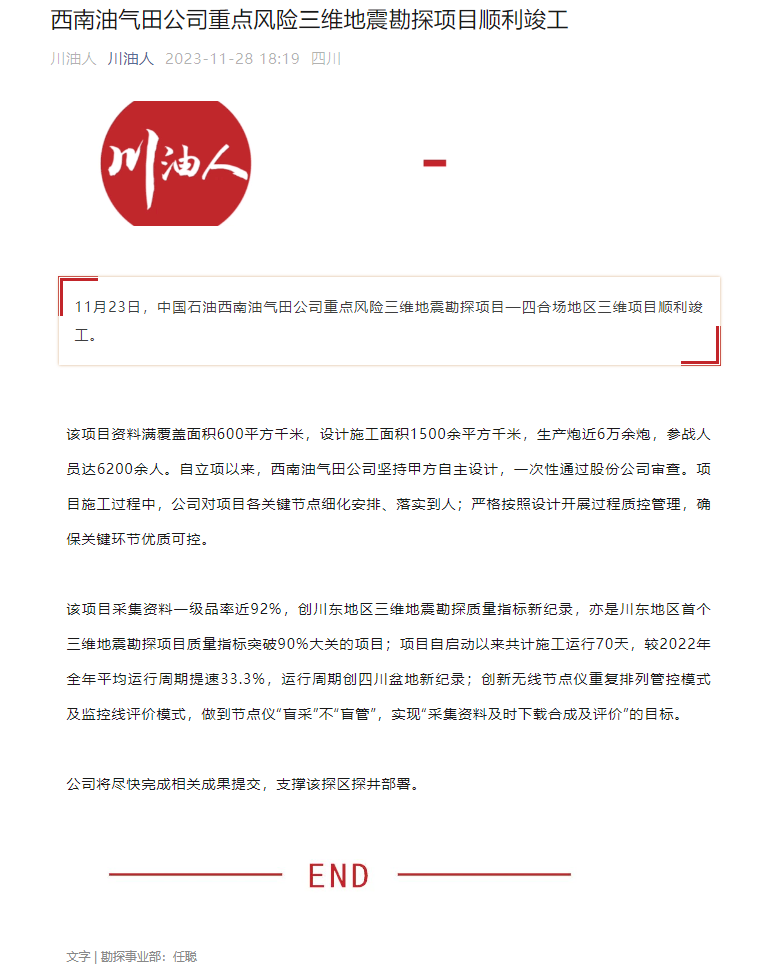 西南油气田公司重点风险三维地震勘探项目顺利竣工
川油人 川油人 2023-11-28 18:19 四川
川油人
11月23日，中国石油西南油气田公司重点风险三维地震勘探项目—四合场地区三维项目顺利竣
工。
该项目资料满覆盖面积600平方千米，设计施工面积1500余平方千米，生产炮近6万余炮，参战人
员达6200余人。自立项以来，西南油气田公司坚持甲方自主设计，一次性通过股份公司审查。项
目施工过程中，公司对项目各关键节点细化安排、落实到人；严格按照设计开展过程质控管理，确
保关键环节优质可控。
该项目采集资料一级品率近92%，创川东地区三维地震勘探质量指标新纪录，亦是川东地区首个
三维地震勘探项目质量指标突破90%大关的项目；项目自启动以来共计施工运行70天，较2022年
全年平均运行周期提速33.3%，运行周期创四川盆地新纪录；创新无线节点仪重复排列管控模式
及监控线评价模式，做到节点仪“盲采”不“盲管”，实现“采集资料及时下载合成及评价”的目标。
公司将尽快完成相关成果提交，支撑该探区探井部署。
END
文字 | 勘探事业部：任聪